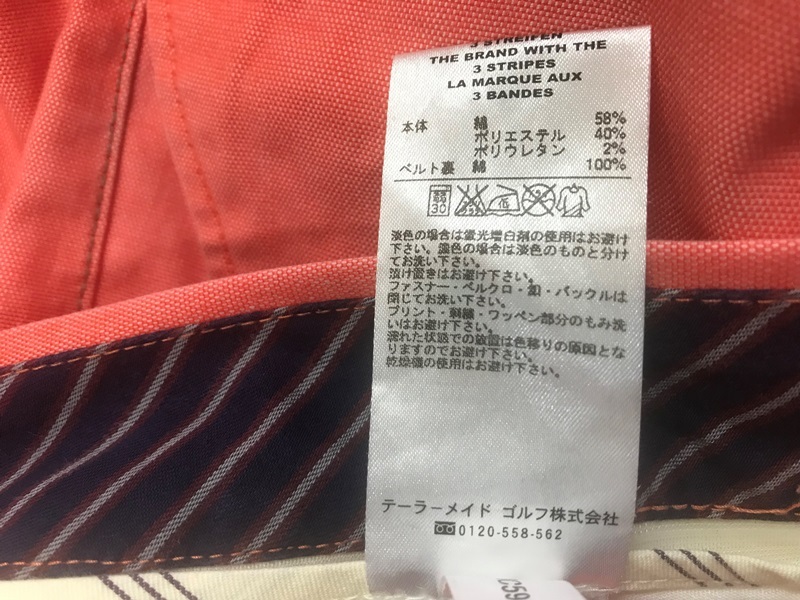 3 STREIFEN
THE BRAND WITH THE
3 STRIPES
LA MARQUE AUX
3 BANDES
本体 綿 58%
ポリエステル 40%
ポリウレタン 2%
ベルト裏 綿 100%
30
淡色の場合は蛍光増白剤の使用はお避け
下さい。濃色の場合は淡色のものと分け
てお洗い下さい。
漬け置きはお避け下さい。
ファスナー・ベルクロ・釦・バックルは
閉じてお洗い下さい。
プリント・刺繍・ワッペン部分のもみ洗
いはお避け下さい。
濡れた状態での放置は色移りの原因とな
りますのでお避け下さい。
乾燥機の使用はお避け下さい。
テーラーメイド ゴルフ株式会社
0120-558-562